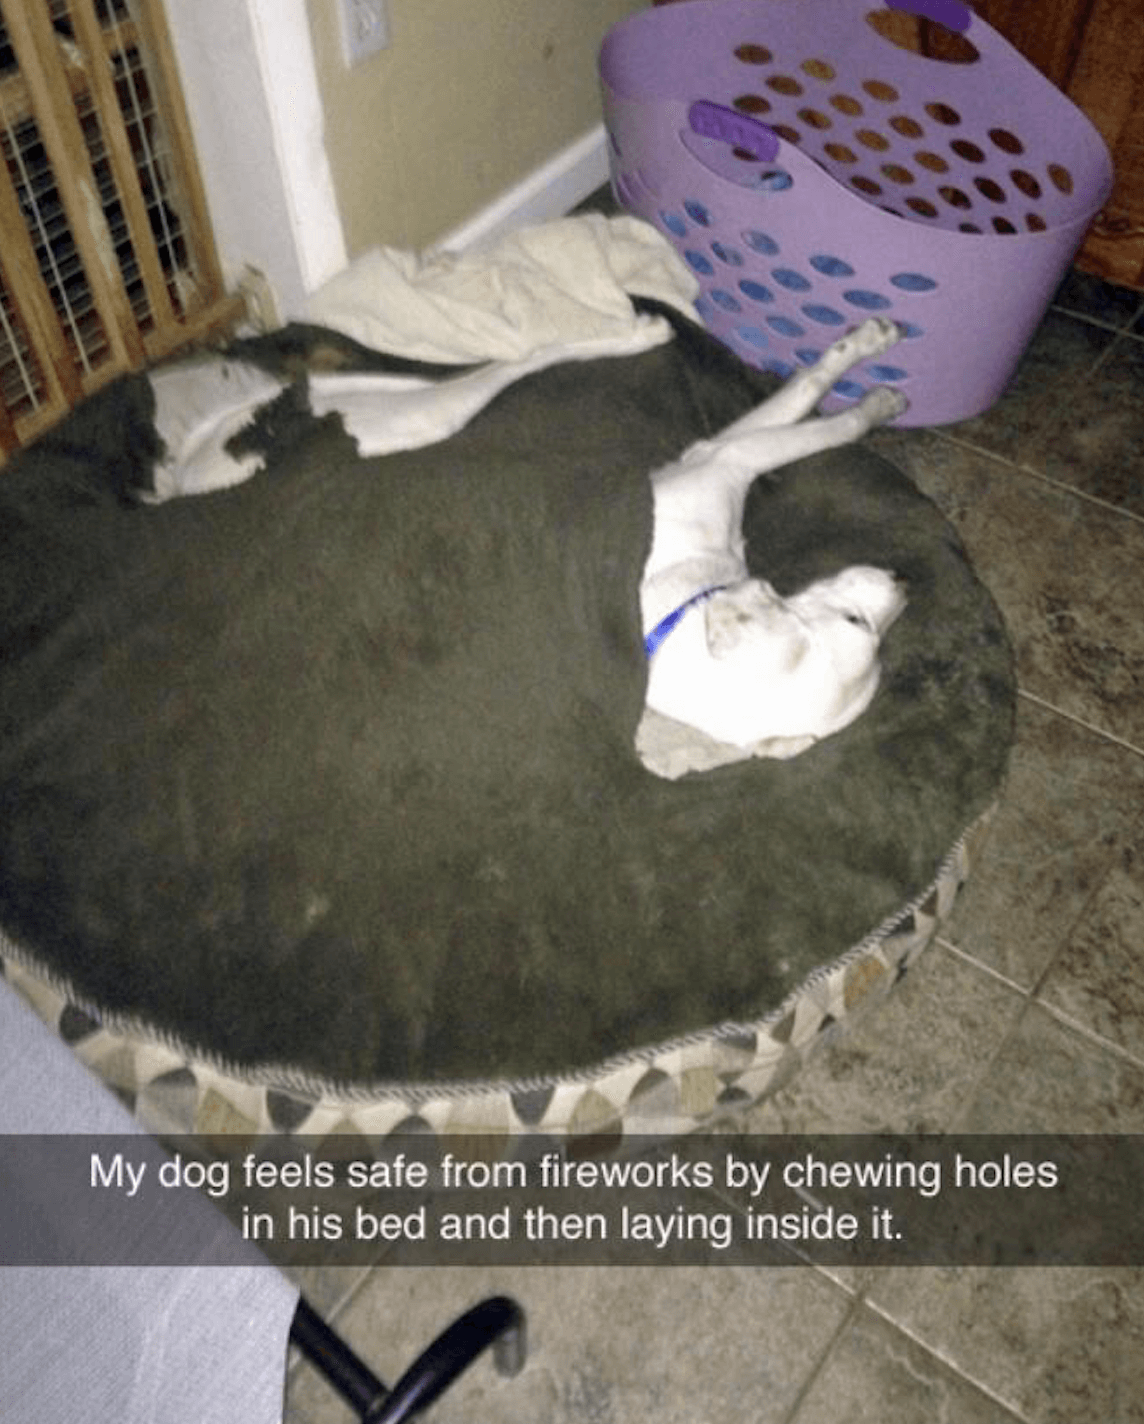 My dog feels safe from fireworks by chewing holes
in his bed and then laying inside it.